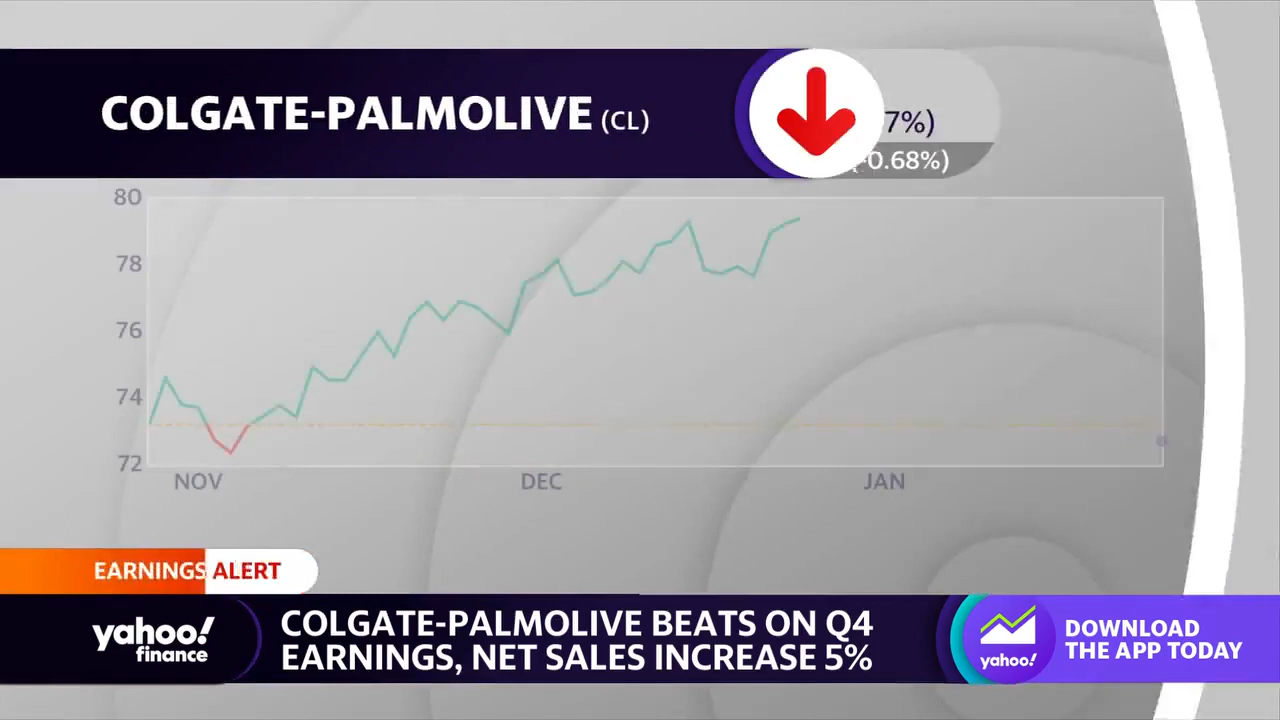 COLGATE-PALMOLIVE (CL)
7%)
(-0.68%)
80
78
76
74
72
NOV DEC JAN
EARNINGS ALERT
yahoo!
finance
COLGATE-PALMOLIVE BEATS ON Q4
EARNINGS, NET SALES INCREASE 5%
yahoo!
DOWNLOAD
THE APP TODAY